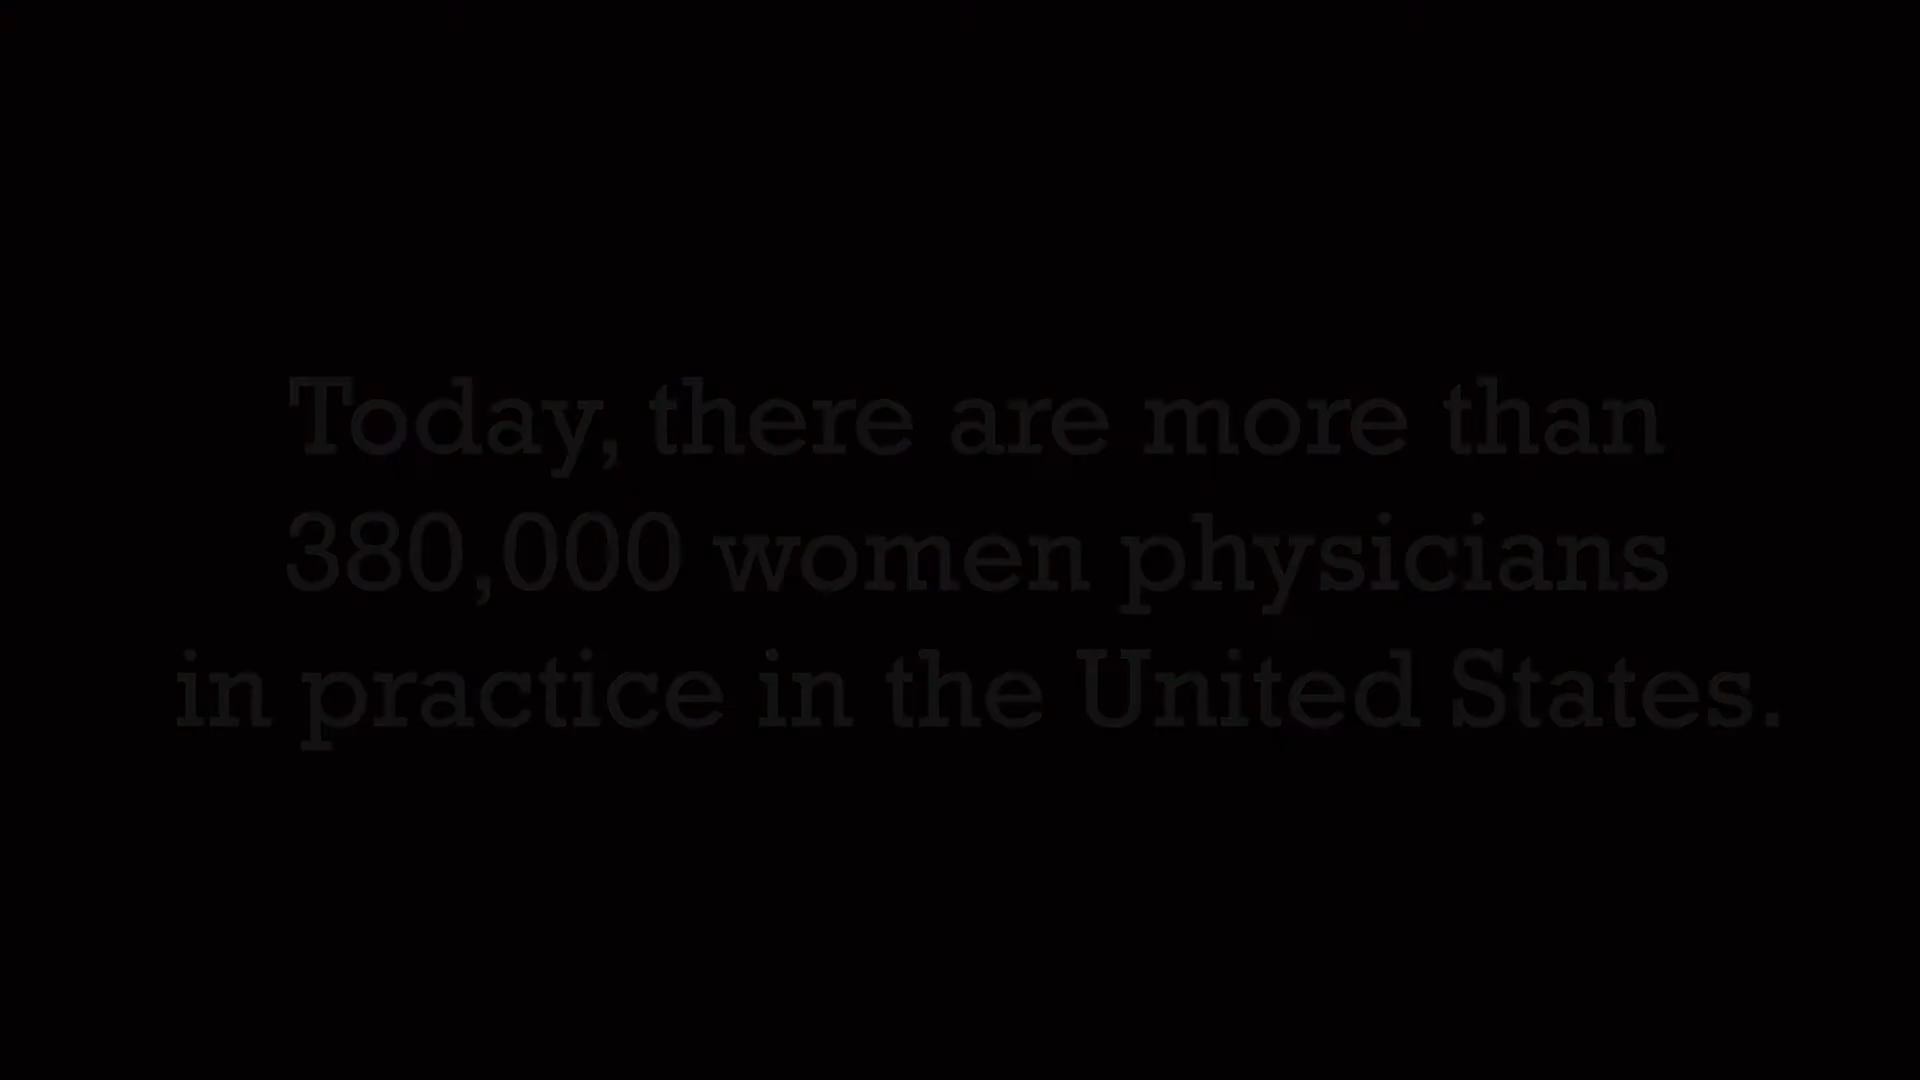 Today, there are more than
380,000 women physicians
in practice in the United States.